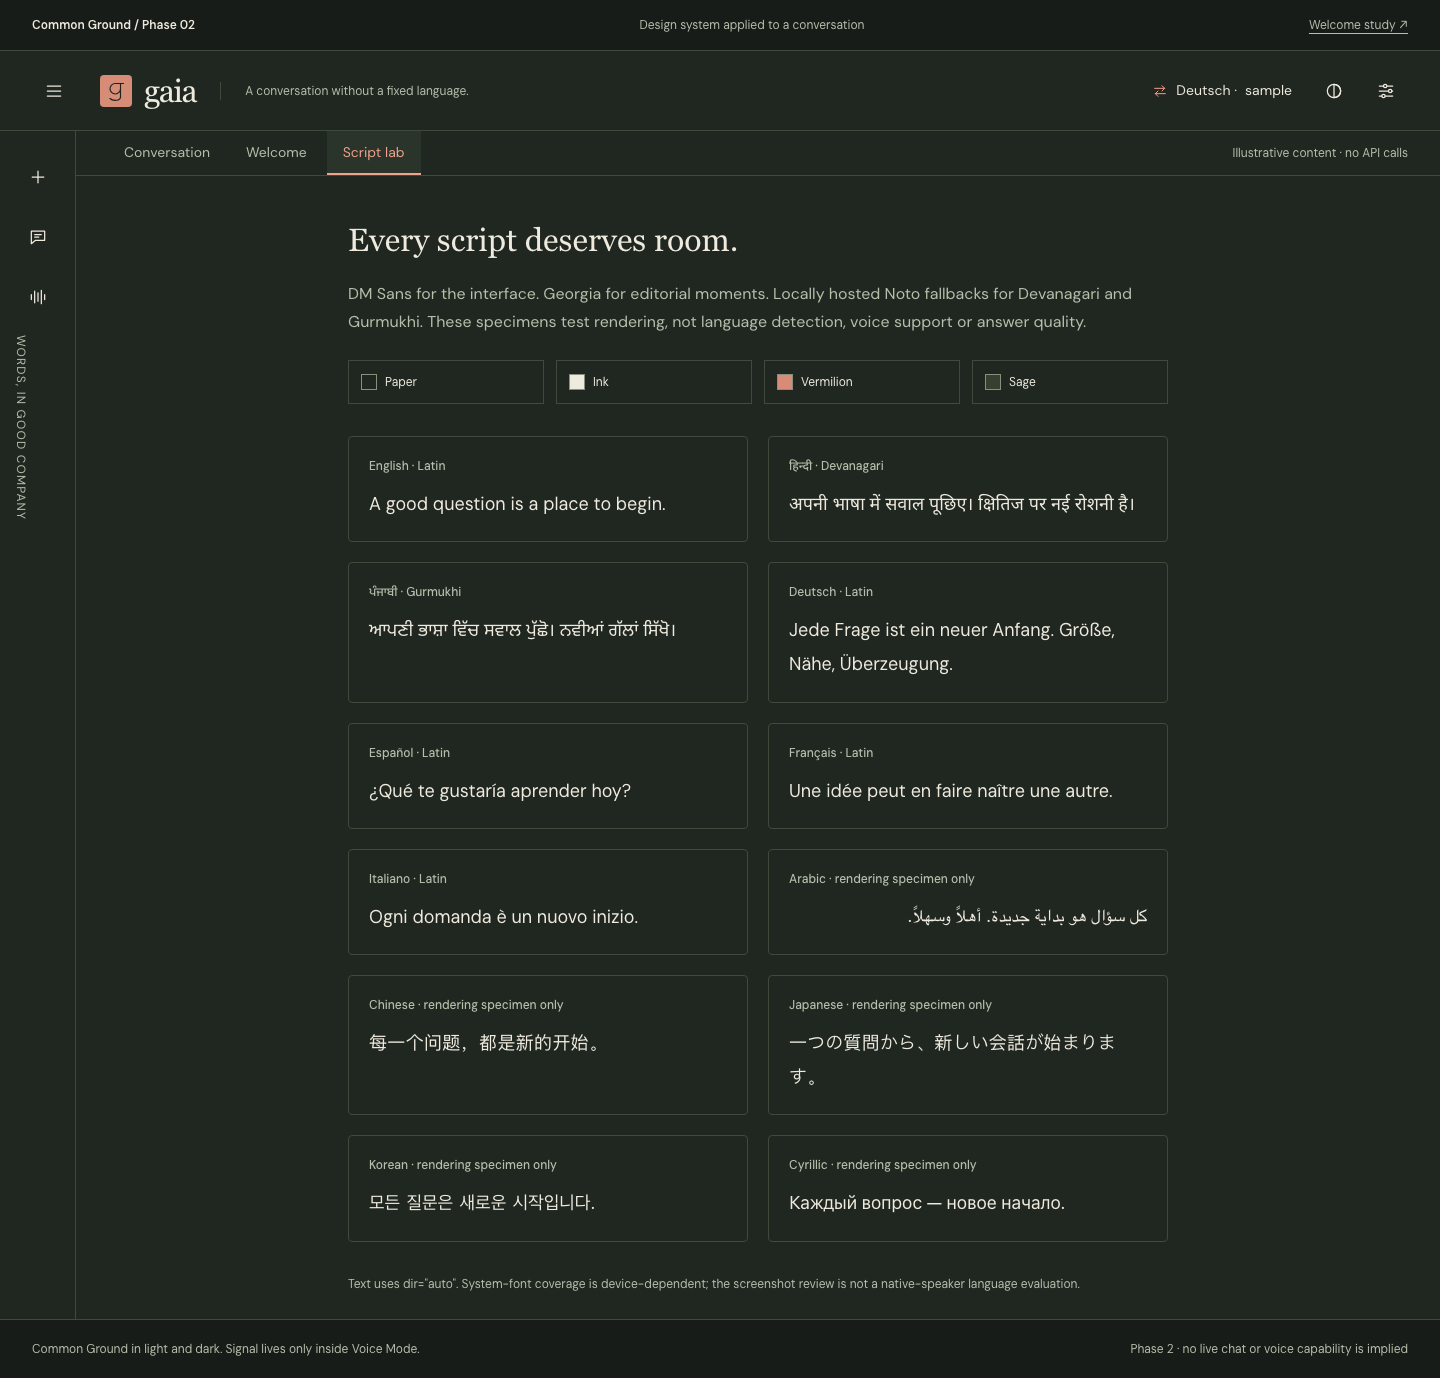 Common Ground / Phase 02
Design system applied to a conversation
Welcome study ↗
g gaia
A conversation without a fixed language.
Deutsch · sample
Conversation
Welcome
Script lab
Illustrative content · no API calls
WORDS, IN GOOD COMPANY
Every script deserves room.
DM Sans for the interface. Georgia for editorial moments. Locally hosted Noto fallbacks for Devanagari and
Gurmukhi. These specimens test rendering, not language detection, voice support or answer quality.
Paper
Ink
Vermilion
Sage
English · Latin
A good question is a place to begin.
हिन्दी · Devanagari
अपनी भाषा में सवाल पूछिए। क्षितिज पर नई रोशनी है।
ਪੰਜਾਬੀ · Gurmukhi
ਆਪਣੀ ਭਾਸ਼ਾ ਵਿੱਚ ਸਵਾਲ ਪੁੱਛੋ। ਨਵੀਆਂ ਗੱਲਾਂ ਸਿੱਖੋ।
Deutsch · Latin
Jede Frage ist ein neuer Anfang. Größe,
Nähe, Überzeugung.
Español · Latin
¿Qué te gustaría aprender hoy?
Français · Latin
Une idée peut en faire naître une autre.
Italiano · Latin
Ogni domanda è un nuovo inizio.
Arabic · rendering specimen only
كل سؤال هو بداية جديدة. أهلاً وسهلاً.
Chinese · rendering specimen only
每一个问题，都是新的开始。
Japanese · rendering specimen only
一つの質問から、新しい会話が始まりま
す。
Korean · rendering specimen only
모든 질문은 새로운 시작입니다.
Cyrillic · rendering specimen only
Каждый вопрос — новое начало.
Text uses dir="auto". System-font coverage is device-dependent; the screenshot review is not a native-speaker language evaluation.
Common Ground in light and dark. Signal lives only inside Voice Mode.
Phase 2 · no live chat or voice capability is implied